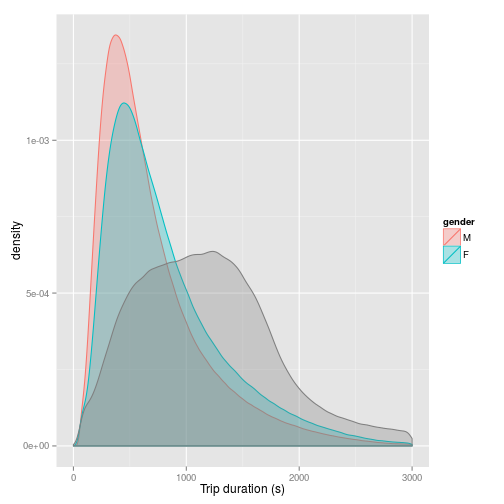 density
1e-03
5e-04
0e+00
0
1000
2000
3000
Trip duration (s)
gender
M
F